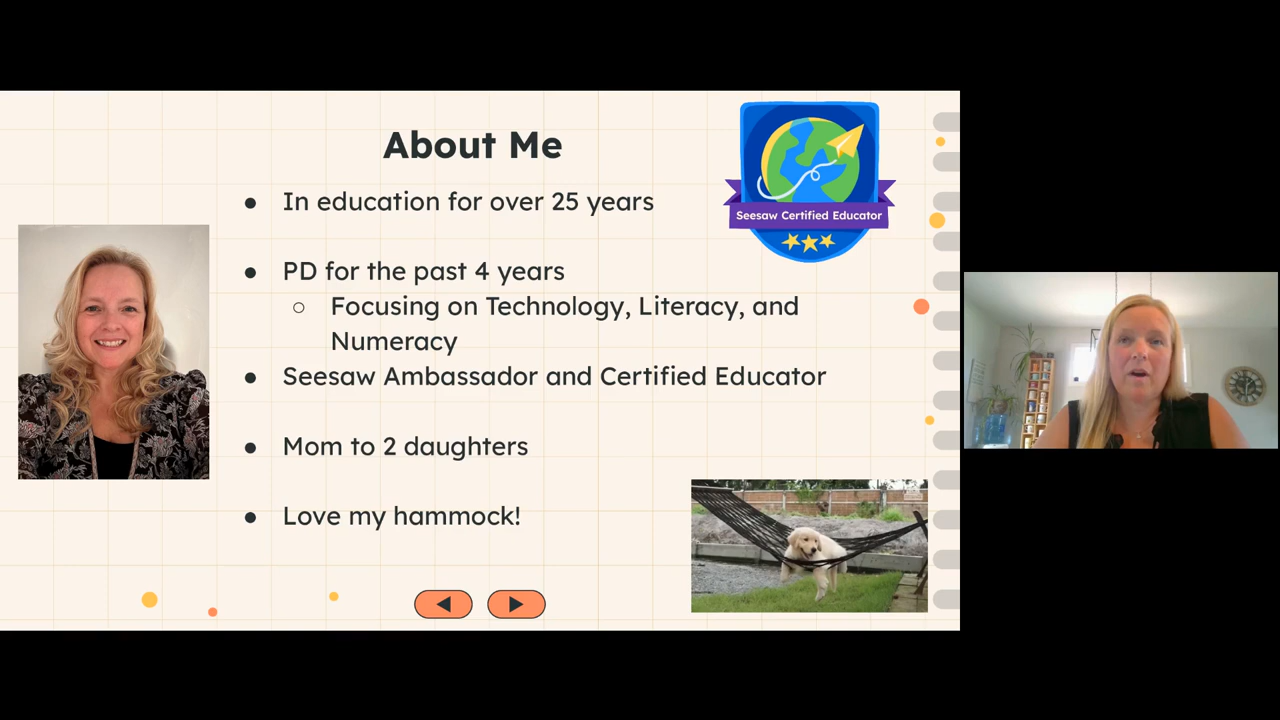 About Me
In education for over 25 years
PD for the past 4 years
Focusing on Technology, Literacy, and
Numeracy
Seesaw Ambassador and Certified Educator
Mom to 2 daughters
Love my hammock!
Seesaw Certified Educator